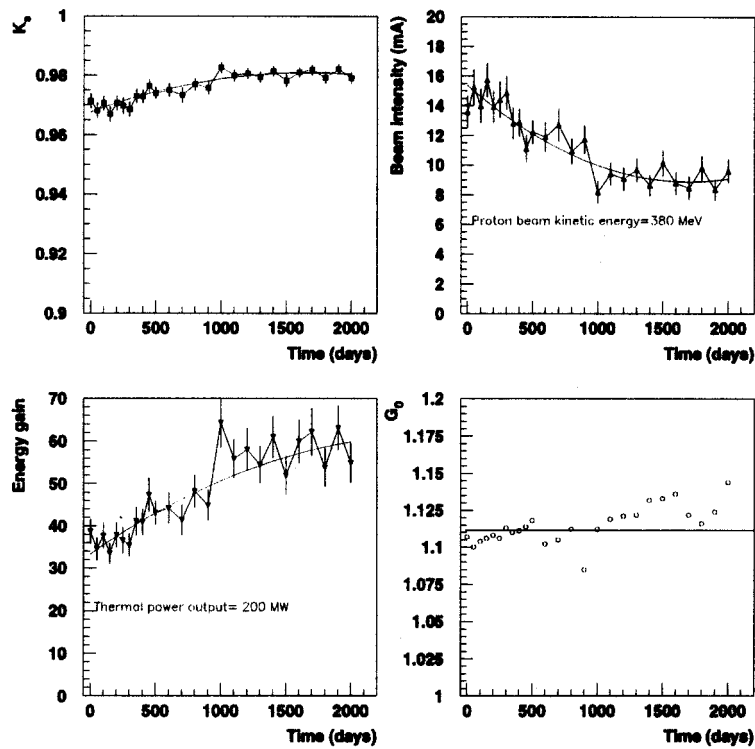 K_s
1
0.98
0.96
0.94
0.92
0.9
0 500 1000 1500 2000
Time (days)
Beam intensity (mA)
20
18
16
14
12
10
8
6
4
2
0
Proton beam kinetic energy=380 MeV
0 500 1000 1500 2000
Time (days)
Energy gain
70
60
50
40
30
20
10
0
Thermal power output= 200 MW
0 500 1000 1500 2000
Time (days)
G_0
1.2
1.175
1.15
1.125
1.1
1.075
1.05
1.025
1
0 500 1000 1500 2000
Time (days)